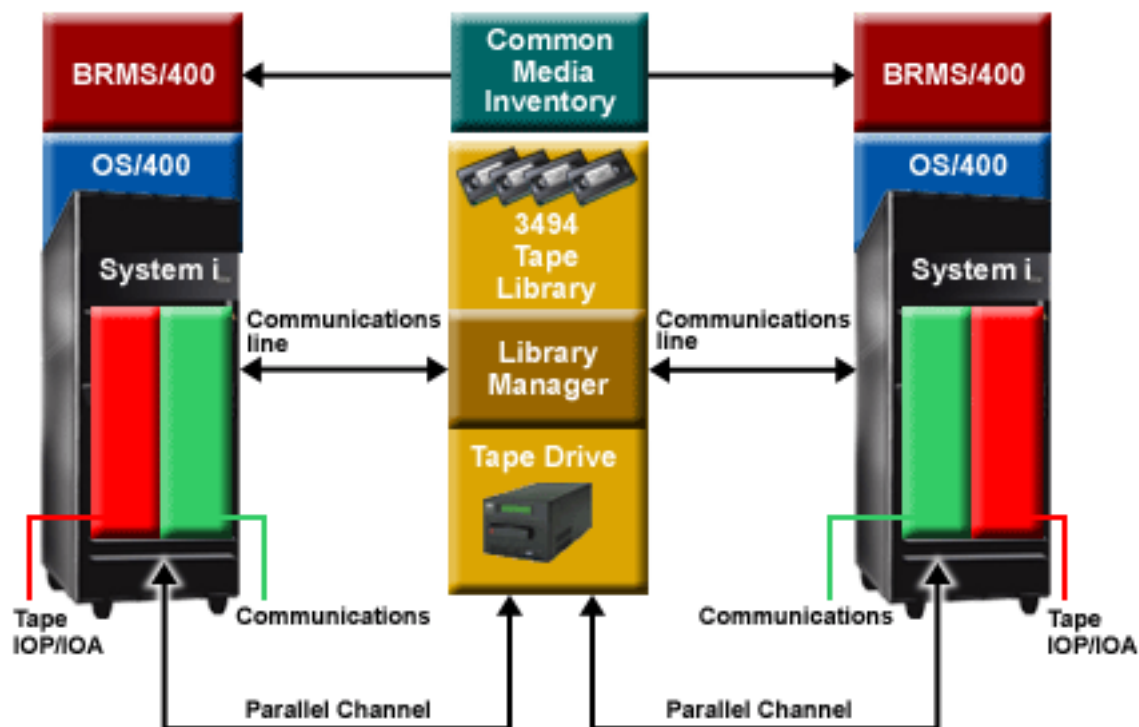 BRMS/400
Common
Media
Inventory
BRMS/400
OS/400
OS/400
3494
Tape
Library
System i
System i
Communications
line
Communications
line
Library
Manager
Tape Drive
Tape
IOP/IOA
Communications
Communications
Tape
IOP/IOA
Parallel Channel
Parallel Channel